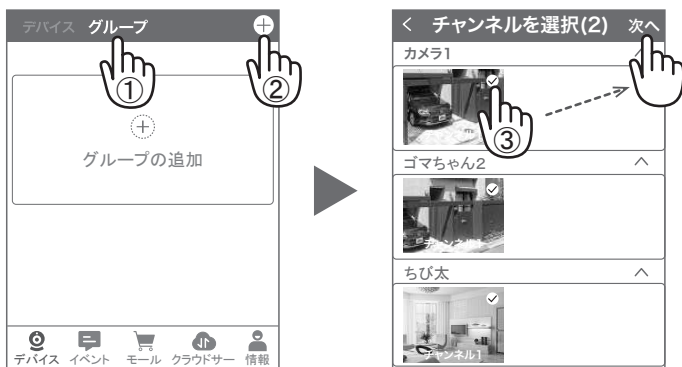 デバイス グループ
①
②
グループの追加
デバイス イベント モール クラウドサー 情報
チャンネルを選択(2) 次へ
カメラ1
③
ゴマちゃん2
チャンネル1
ちび太
チャンネル1